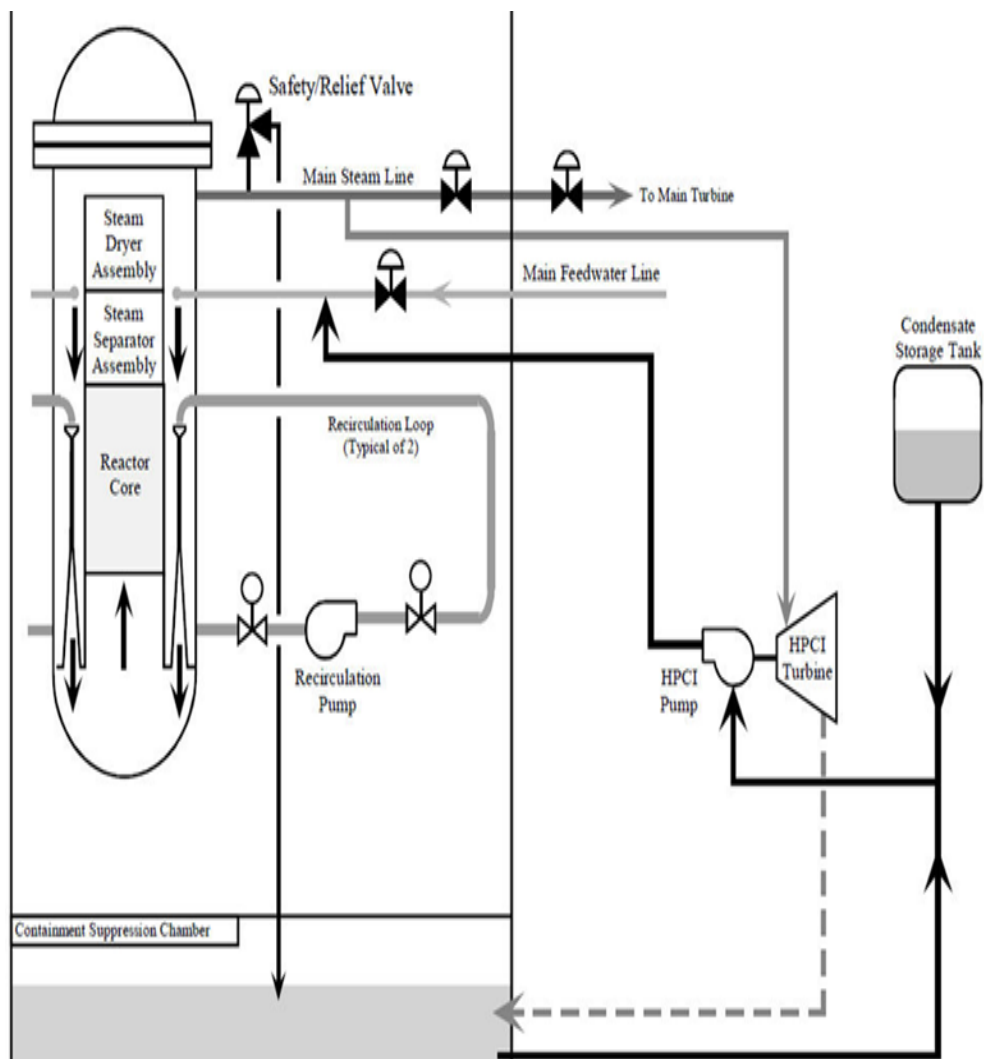 Safety/Relief Valve
Main Steam Line
To Main Turbine
Steam
Dryer
Assembly
Main Feedwater Line
Steam
Separator
Assembly
Condensate
Storage Tank
Recirculation Loop
(Typical of 2)
Reactor
Core
HPCI
Turbine
HPCI
Pump
Recirculation
Pump
Containment Suppression Chamber